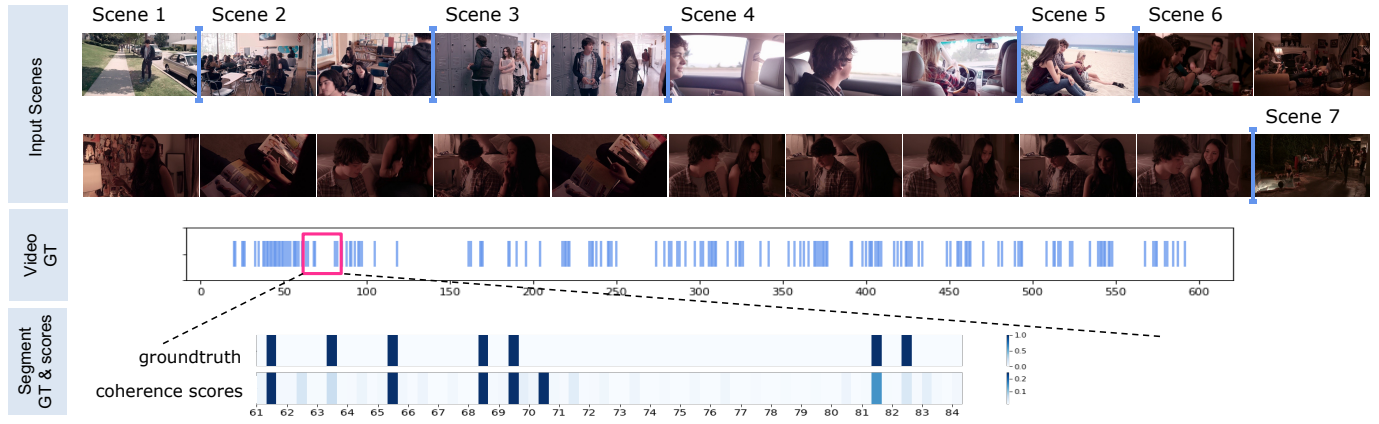 Scene 1 Scene 2 Scene 3 Scene 4 Scene 5 Scene 6
Input Scenes
Scene 7
Video
GT
0 50 100 150 200 250 300 350 400 450 500 550 600
Segment
GT & scores
groundtruth
1.0
0.5
0.0
coherence scores
0.2
0.1
61 62 63 64 65 66 67 68 69 70 71 72 73 74 75 76 77 78 79 80 81 82 83 84